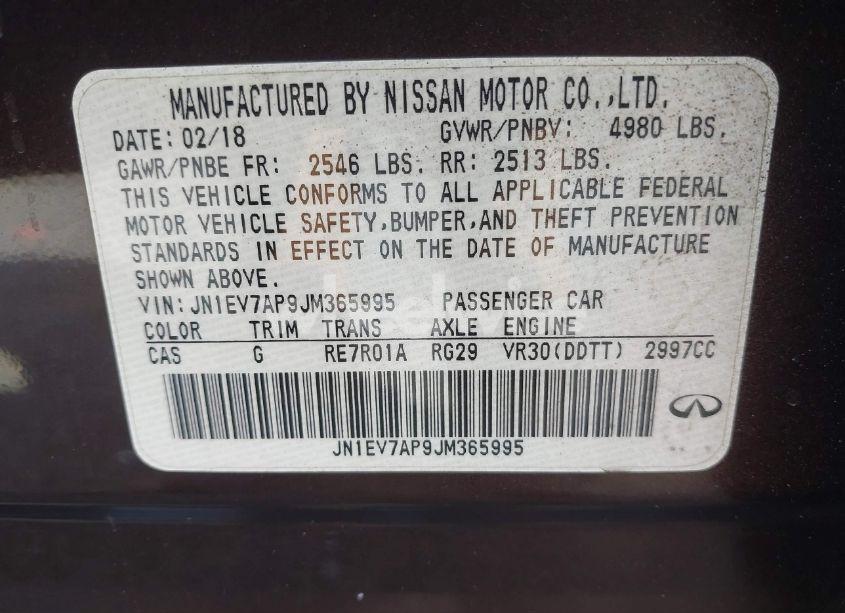 MANUFACTURED BY NISSAN MOTOR CO.,LTD.
DATE: 02/18 GVWR/PNBV: 4980 LBS.
GAWR/PNBE FR: 2546 LBS. RR: 2513 LBS.
THIS VEHICLE CONFORMS TO ALL APPLICABLE FEDERAL
MOTOR VEHICLE SAFETY,BUMPER,AND THEFT PREVENTION
STANDARDS IN EFFECT ON THE DATE OF MANUFACTURE
SHOWN ABOVE.
VIN:JN1EV7AP9JM365995 PASSENGER CAR
COLOR TRIM TRANS AXLE ENGINE
CAS G RE7R01A RG29 VR30(DDTT) 2997CC
JN1EV7AP9JM365995